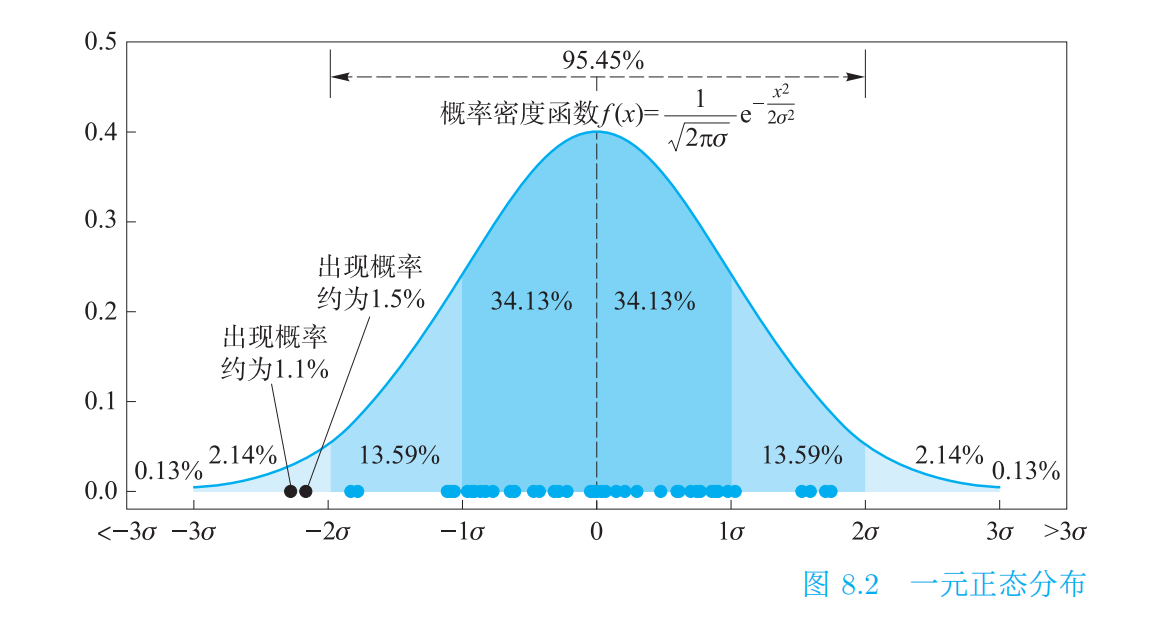 0.5
95.45%
概率密度函数f(x)=1/√2πσ e^−x²/2σ²
0.4
0.3
出现概率
约为1.5%
34.13% 34.13%
0.2
出现概率
约为1.1%
0.1
0.13% 2.14% 13.59% 13.59% 2.14% 0.13%
0.0
<−3σ −3σ −2σ −1σ 0 1σ 2σ 3σ >3σ
图 8.2 一元正态分布